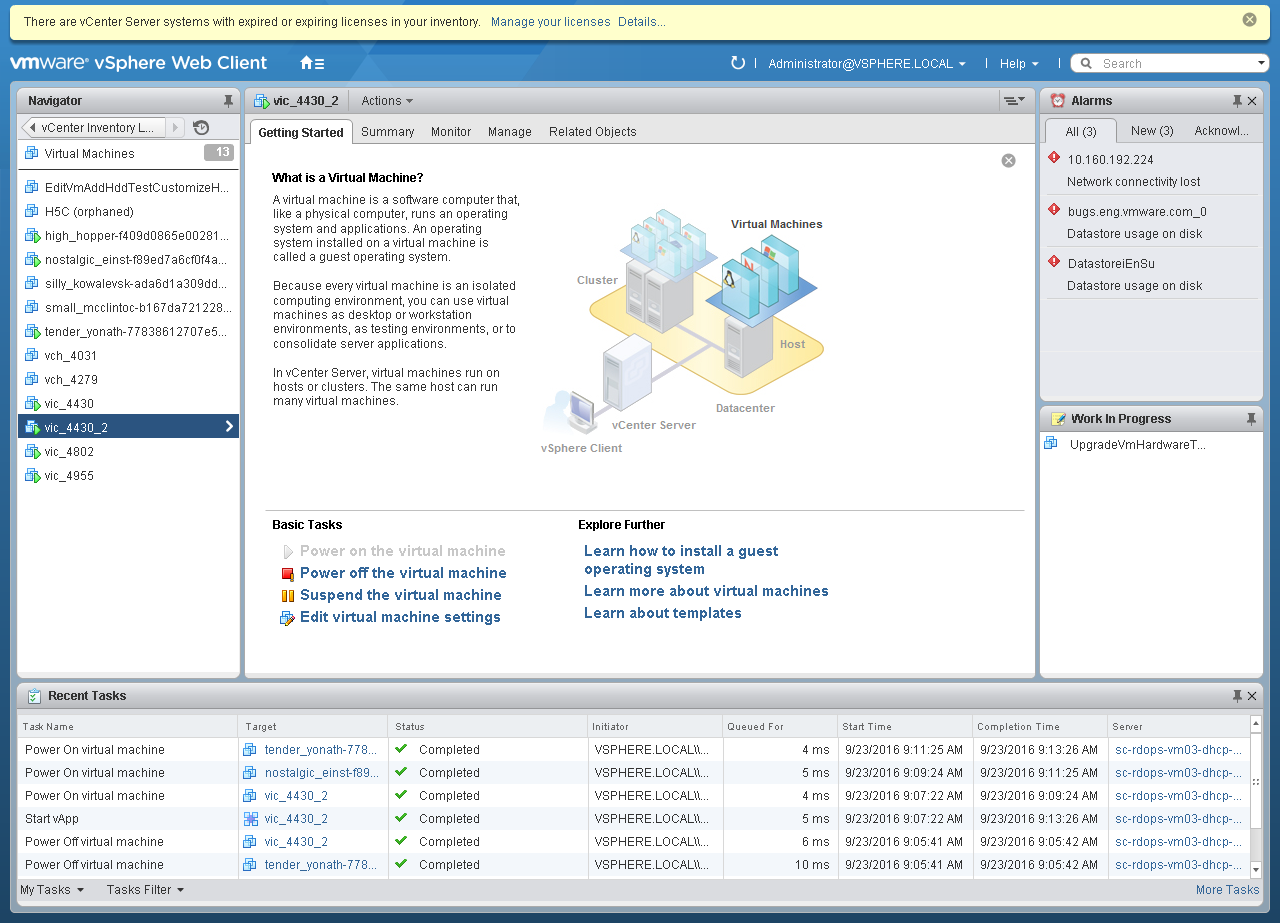 There are vCenter Server systems with expired or expiring licenses in your inventory. Manage your licenses Details...
vmware® vSphere Web Client
Administrator@VSPHERE.LOCAL
Help
Search
Navigator
vCenter Inventory L...
Virtual Machines 13
EditVmAddHddTestCustomizeH...
H5C (orphaned)
high_hopper-f409d0865e00281...
nostalgic_einst-f89ed7a6cf0f4a...
silly_kowalevsk-ada6d1a309dd...
small_mcclintoc-b167da721228...
tender_yonath-77838612707e5...
vch_4031
vch_4279
vic_4430
vic_4430_2
vic_4802
vic_4955
vic_4430_2 Actions
Getting Started Summary Monitor Manage Related Objects
What is a Virtual Machine?
A virtual machine is a software computer that,
like a physical computer, runs an operating
system and applications. An operating
system installed on a virtual machine is
called a guest operating system.
Because every virtual machine is an isolated
computing environment, you can use virtual
machines as desktop or workstation
environments, as testing environments, or to
consolidate server applications.
In vCenter Server, virtual machines run on
hosts or clusters. The same host can run
many virtual machines.
Virtual Machines
Cluster
Host
Datacenter
vCenter Server
vSphere Client
Basic Tasks
Power on the virtual machine
Power off the virtual machine
Suspend the virtual machine
Edit virtual machine settings
Explore Further
Learn how to install a guest
operating system
Learn more about virtual machines
Learn about templates
Alarms
All (3) New (3) Acknowl...
10.160.192.224
Network connectivity lost
bugs.eng.vmware.com_0
Datastore usage on disk
DatastoreiEnSu
Datastore usage on disk
Work In Progress
UpgradeVmHardwareT...
Recent Tasks
Task Name Target Status Initiator Queued For Start Time Completion Time Server
Power On virtual machine tender_yonath-778... Completed VSPHERE.LOCAL\\... 4 ms 9/23/2016 9:11:25 AM 9/23/2016 9:13:26 AM sc-rdops-vm03-dhcp-...
Power On virtual machine nostalgic_einst-f89... Completed VSPHERE.LOCAL\\... 5 ms 9/23/2016 9:09:24 AM 9/23/2016 9:11:25 AM sc-rdops-vm03-dhcp-...
Power On virtual machine vic_4430_2 Completed VSPHERE.LOCAL\\... 4 ms 9/23/2016 9:07:22 AM 9/23/2016 9:09:24 AM sc-rdops-vm03-dhcp-...
Start vApp vic_4430_2 Completed VSPHERE.LOCAL\\... 5 ms 9/23/2016 9:07:22 AM 9/23/2016 9:13:26 AM sc-rdops-vm03-dhcp-...
Power Off virtual machine vic_4430_2 Completed VSPHERE.LOCAL\\... 6 ms 9/23/2016 9:05:41 AM 9/23/2016 9:05:42 AM sc-rdops-vm03-dhcp-...
Power Off virtual machine tender_yonath-778... Completed VSPHERE.LOCAL\\... 10 ms 9/23/2016 9:05:41 AM 9/23/2016 9:05:42 AM sc-rdops-vm03-dhcp-...
My Tasks Tasks Filter More Tasks